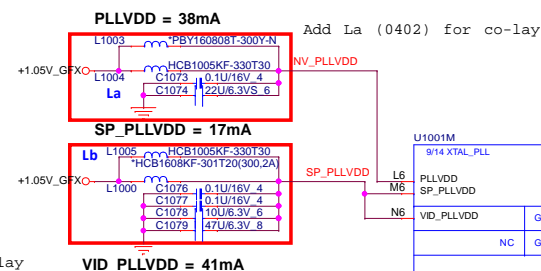 PLLVDD = 38mA
Add La (0402) for co-lay
L1003 *PBY160808T-300Y-N
NV_PLLVDD
+1.05V_GFX
L1004 HCB1005KF-330T30
La
C1073 0.1U/16V_4
C1074 22U/6.3VS_6
SP_PLLVDD = 17mA
U1001M
Lb
L1005 HCB1005KF-330T30
*HCB1608KF-301T20(300,2A)
9/14 XTAL_PLL
SP_PLLVDD
+1.05V_GFX
L1000
L6 PLLVDD
M6 SP_PLLVDD
C1076 0.1U/16V_4
C1077 0.1U/16V_4
C1078 10U/6.3V_6
C1079 47U/6.3V_8
N6 VID_PLLVDD G
NC G
lay
VID_PLLVDD = 41mA